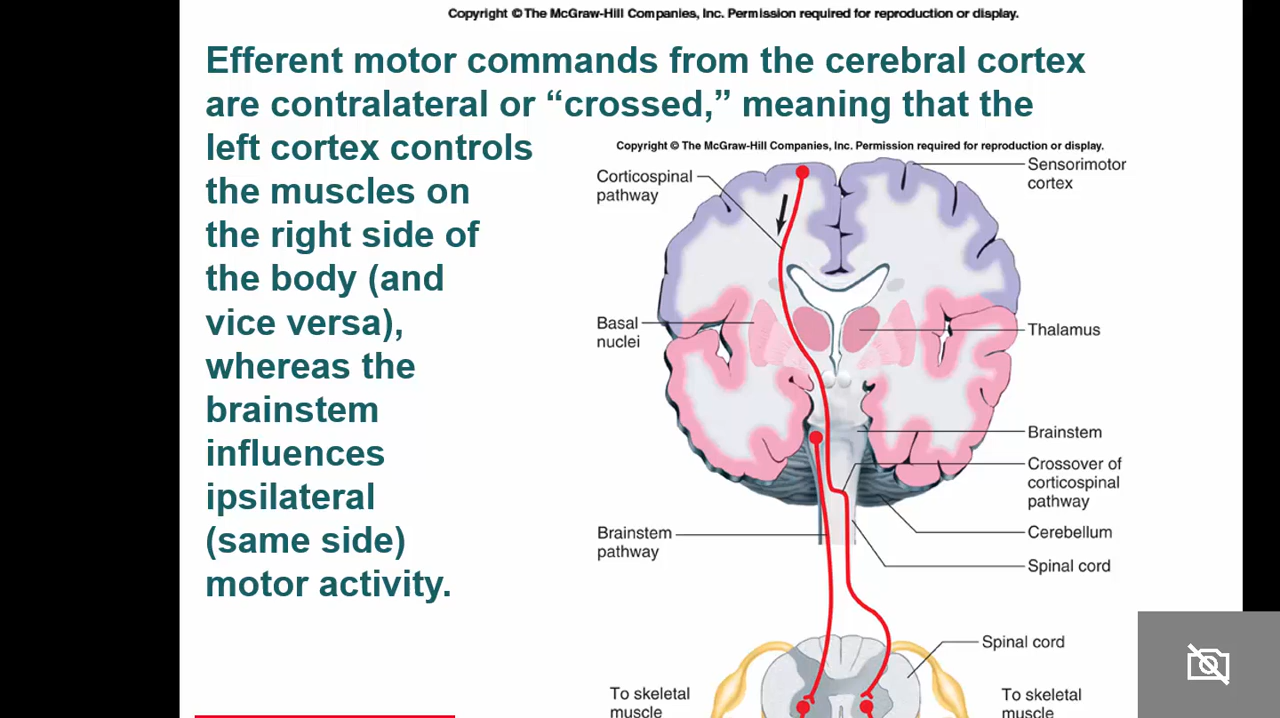 Copyright © The McGraw-Hill Companies, Inc. Permission required for reproduction or display.
Efferent motor commands from the cerebral cortex
are contralateral or “crossed,” meaning that the
left cortex controls
the muscles on
the right side of
the body (and
vice versa),
whereas the
brainstem
influences
ipsilateral
(same side)
motor activity.
Copyright © The McGraw-Hill Companies, Inc. Permission required for reproduction or display.
Corticospinal
pathway
Sensorimotor
cortex
Basal
nuclei
Thalamus
Brainstem
Crossover of
corticospinal
pathway
Brainstem
pathway
Cerebellum
Spinal cord
Spinal cord
To skeletal
muscle
To skeletal
muscle